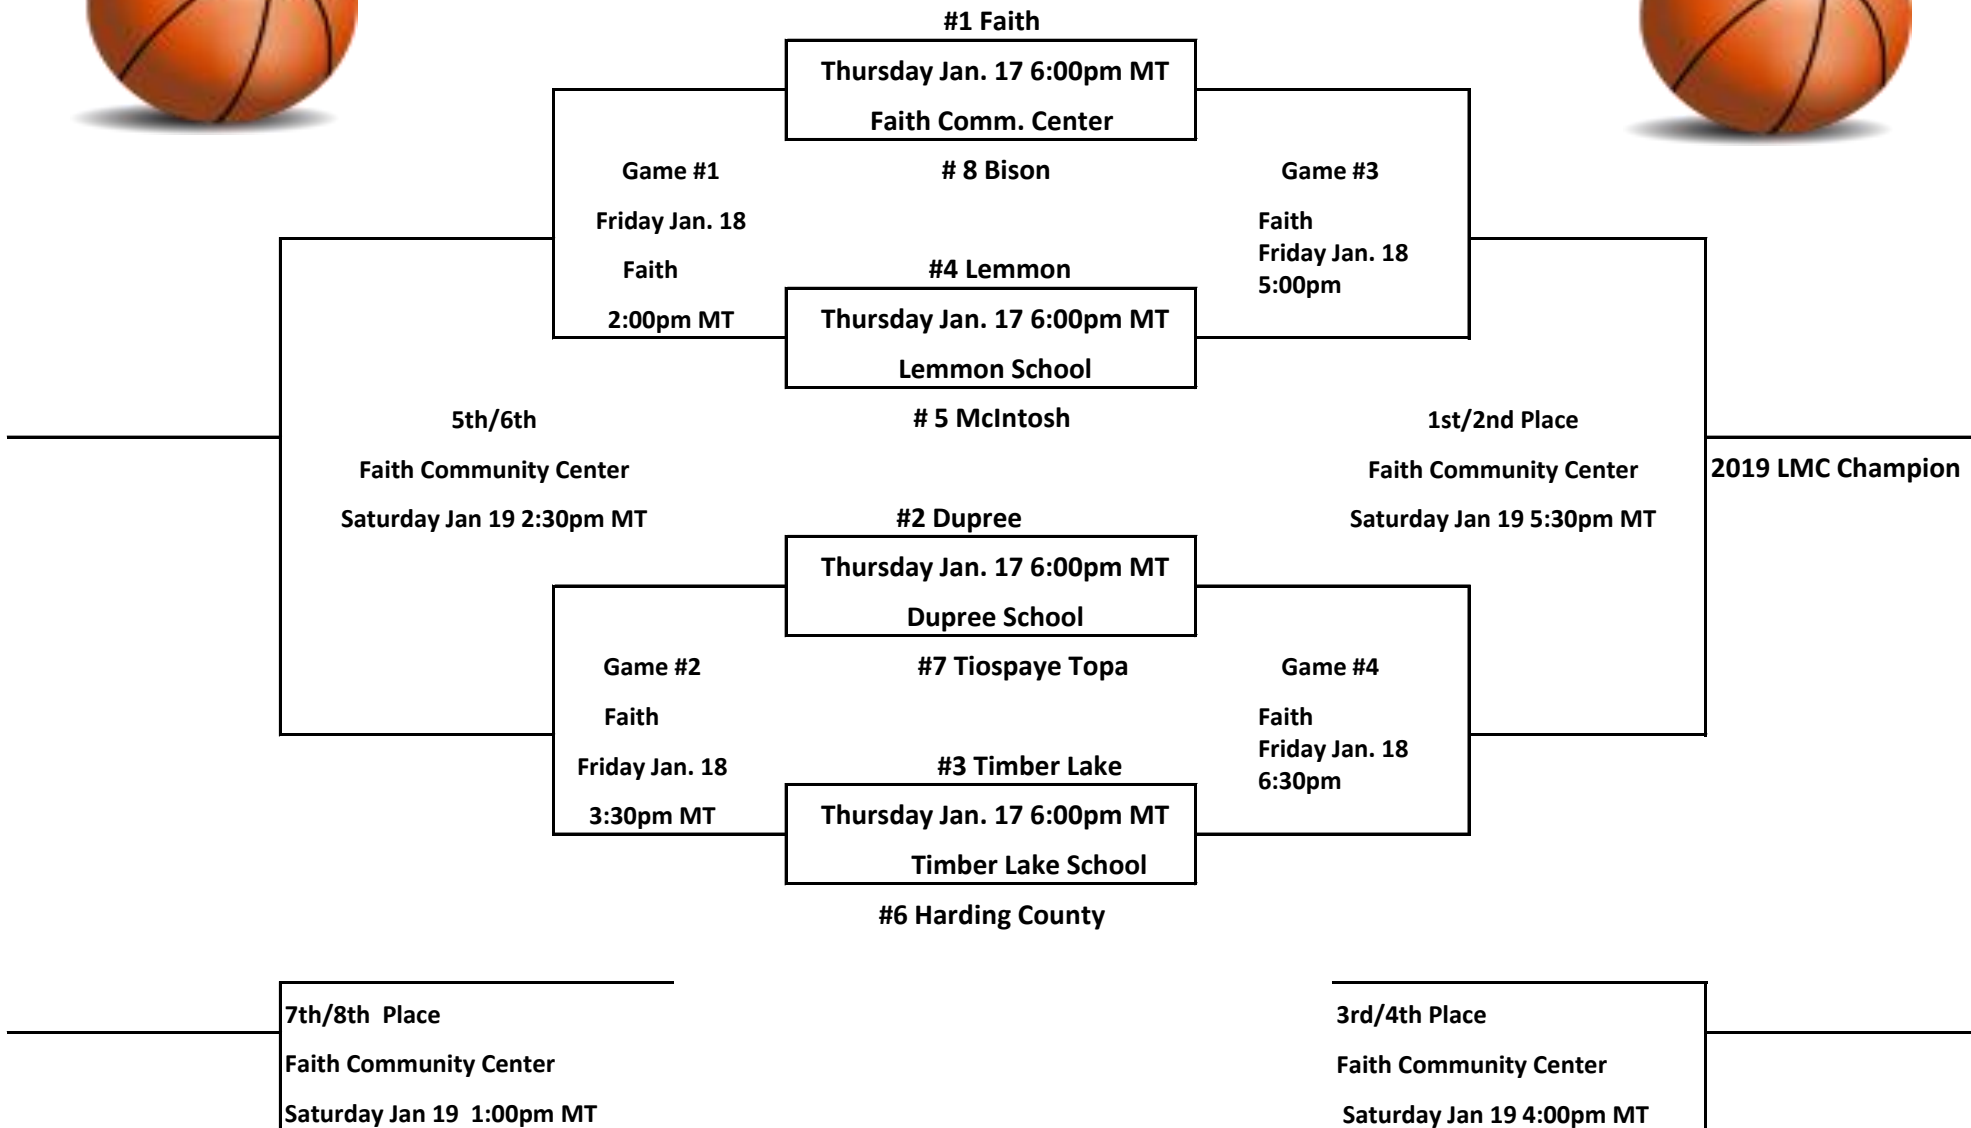 #1 Faith
Thursday Jan. 17 6:00pm MT
Faith Comm. Center
# 8 Bison
Game #1
Friday Jan. 18
Faith
2:00pm MT
Game #3
Faith
Friday Jan. 18
5:00pm
#4 Lemmon
Thursday Jan. 17 6:00pm MT
Lemmon School
# 5 McIntosh
5th/6th
Faith Community Center
Saturday Jan 19 2:30pm MT
1st/2nd Place
Faith Community Center
Saturday Jan 19 5:30pm MT
2019 LMC Champion
#2 Dupree
Thursday Jan. 17 6:00pm MT
Dupree School
#7 Tiospaye Topa
Game #2
Faith
Friday Jan. 18
3:30pm MT
Game #4
Faith
Friday Jan. 18
6:30pm
#3 Timber Lake
Thursday Jan. 17 6:00pm MT
Timber Lake School
#6 Harding County
7th/8th  Place
Faith Community Center
Saturday Jan 19  1:00pm MT
3rd/4th Place
Faith Community Center
Saturday Jan 19 4:00pm MT